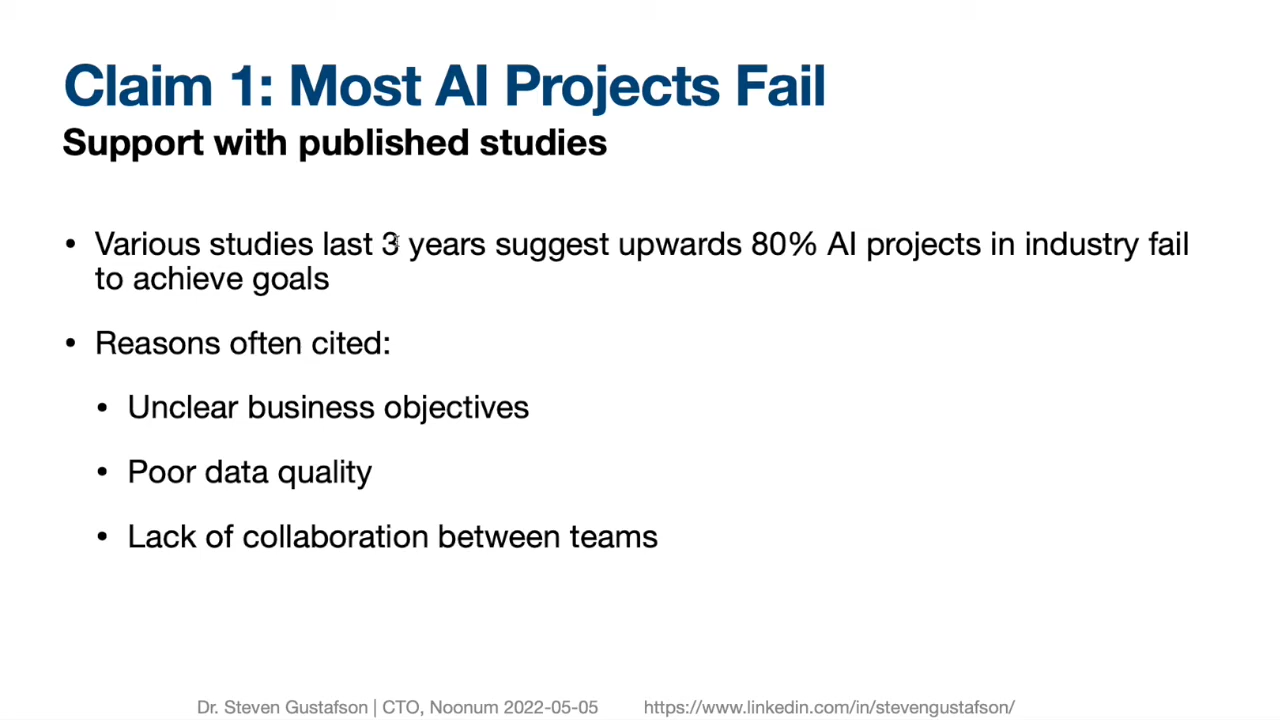 Claim 1: Most AI Projects Fail
Support with published studies
• Various studies last 3 years suggest upwards 80% AI projects in industry fail
to achieve goals
• Reasons often cited:
• Unclear business objectives
• Poor data quality
• Lack of collaboration between teams
Dr. Steven Gustafson | CTO, Noonum 2022-05-05 https://www.linkedin.com/in/stevengustafson/